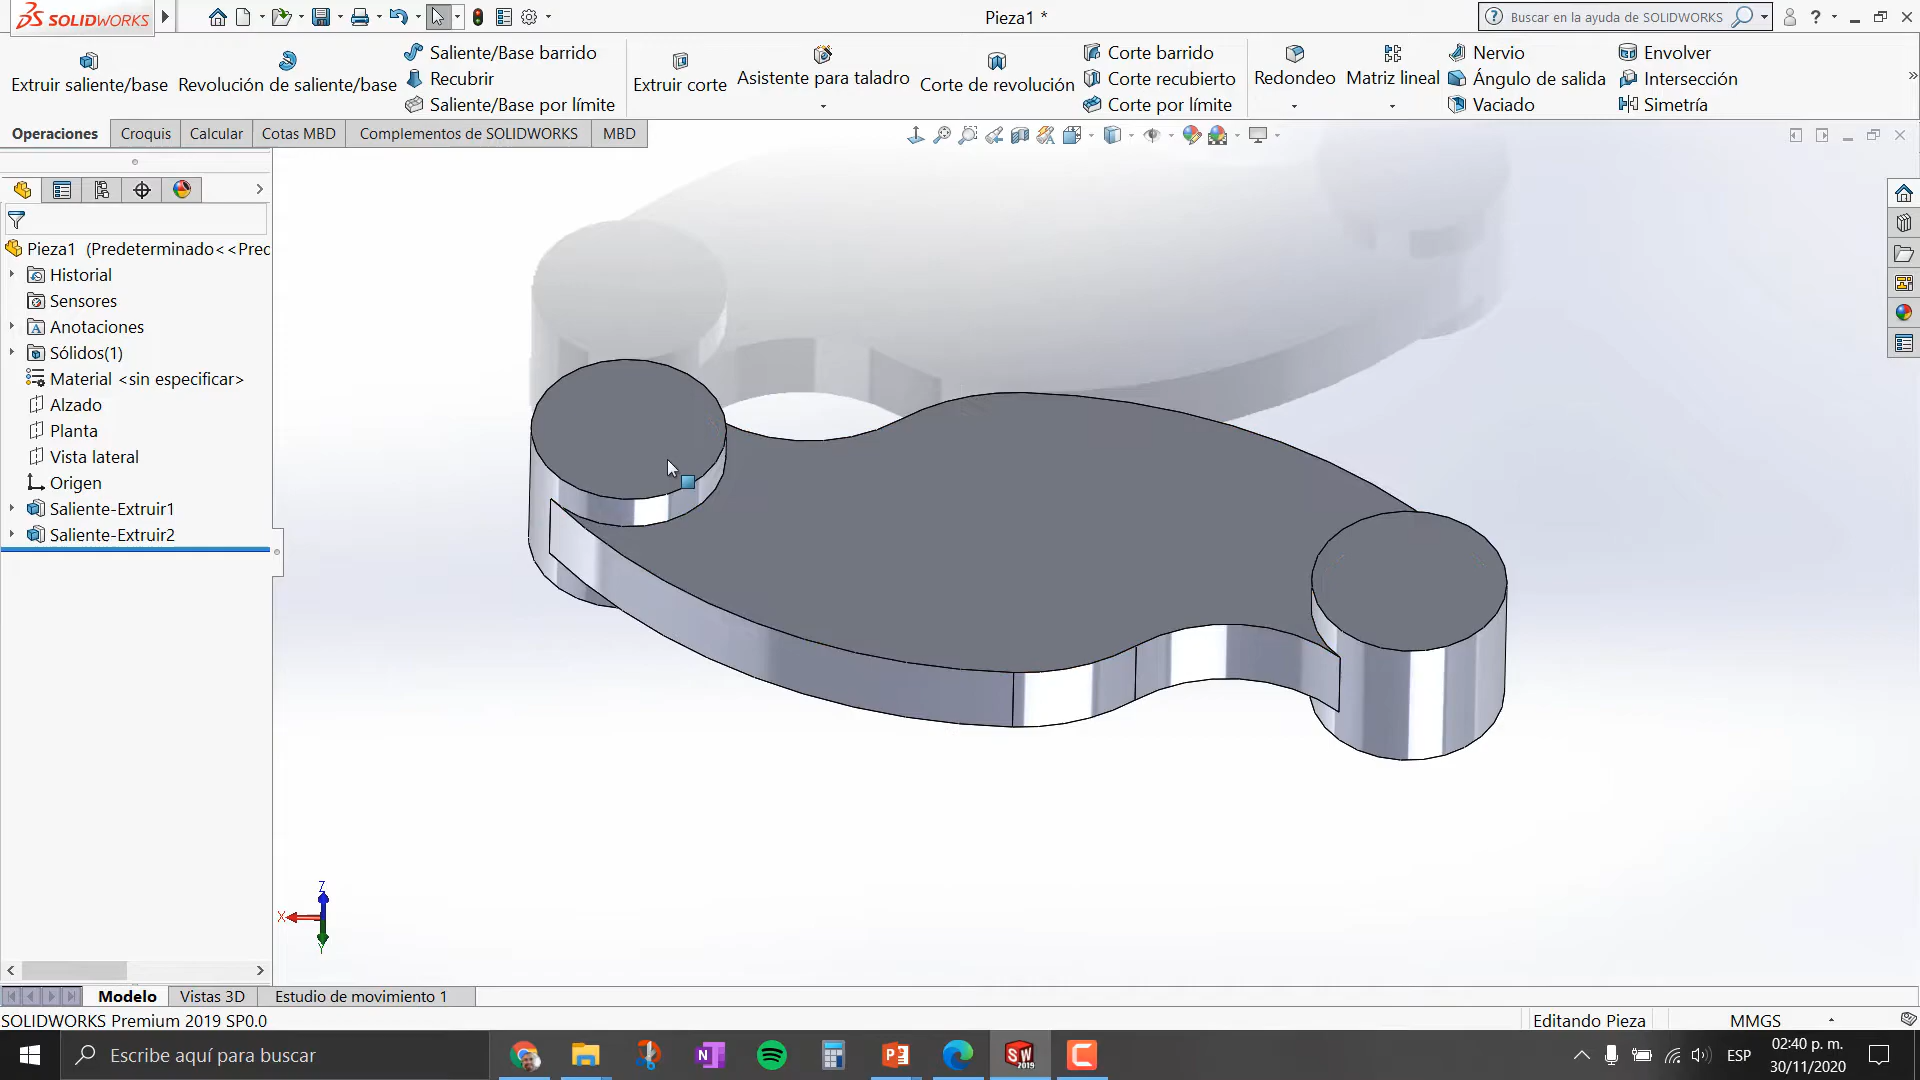 SOLIDWORKS
Pieza1 *
Buscar en la ayuda de SOLIDWORKS
Extruir saliente/base
Revolución de saliente/base
Saliente/Base barrido
Recubrir
Saliente/Base por límite
Extruir corte
Asistente para taladro
Corte de revolución
Corte barrido
Corte recubierto
Corte por límite
Redondeo
Matriz lineal
Nervio
Ángulo de salida
Vaciado
Envolver
Intersección
Simetría
Operaciones
Croquis
Calcular
Cotas MBD
Complementos de SOLIDWORKS
MBD
Pieza1 (Predeterminado<<Prec
Historial
Sensores
Anotaciones
Sólidos(1)
Material <sin especificar>
Alzado
Planta
Vista lateral
Origen
Saliente-Extruir1
Saliente-Extruir2
Z
X
Y
Modelo
Vistas 3D
Estudio de movimiento 1
SOLIDWORKS Premium 2019 SP0.0
Editando Pieza
MMGS
Escribe aquí para buscar
ESP
02:40 p. m.
30/11/2020